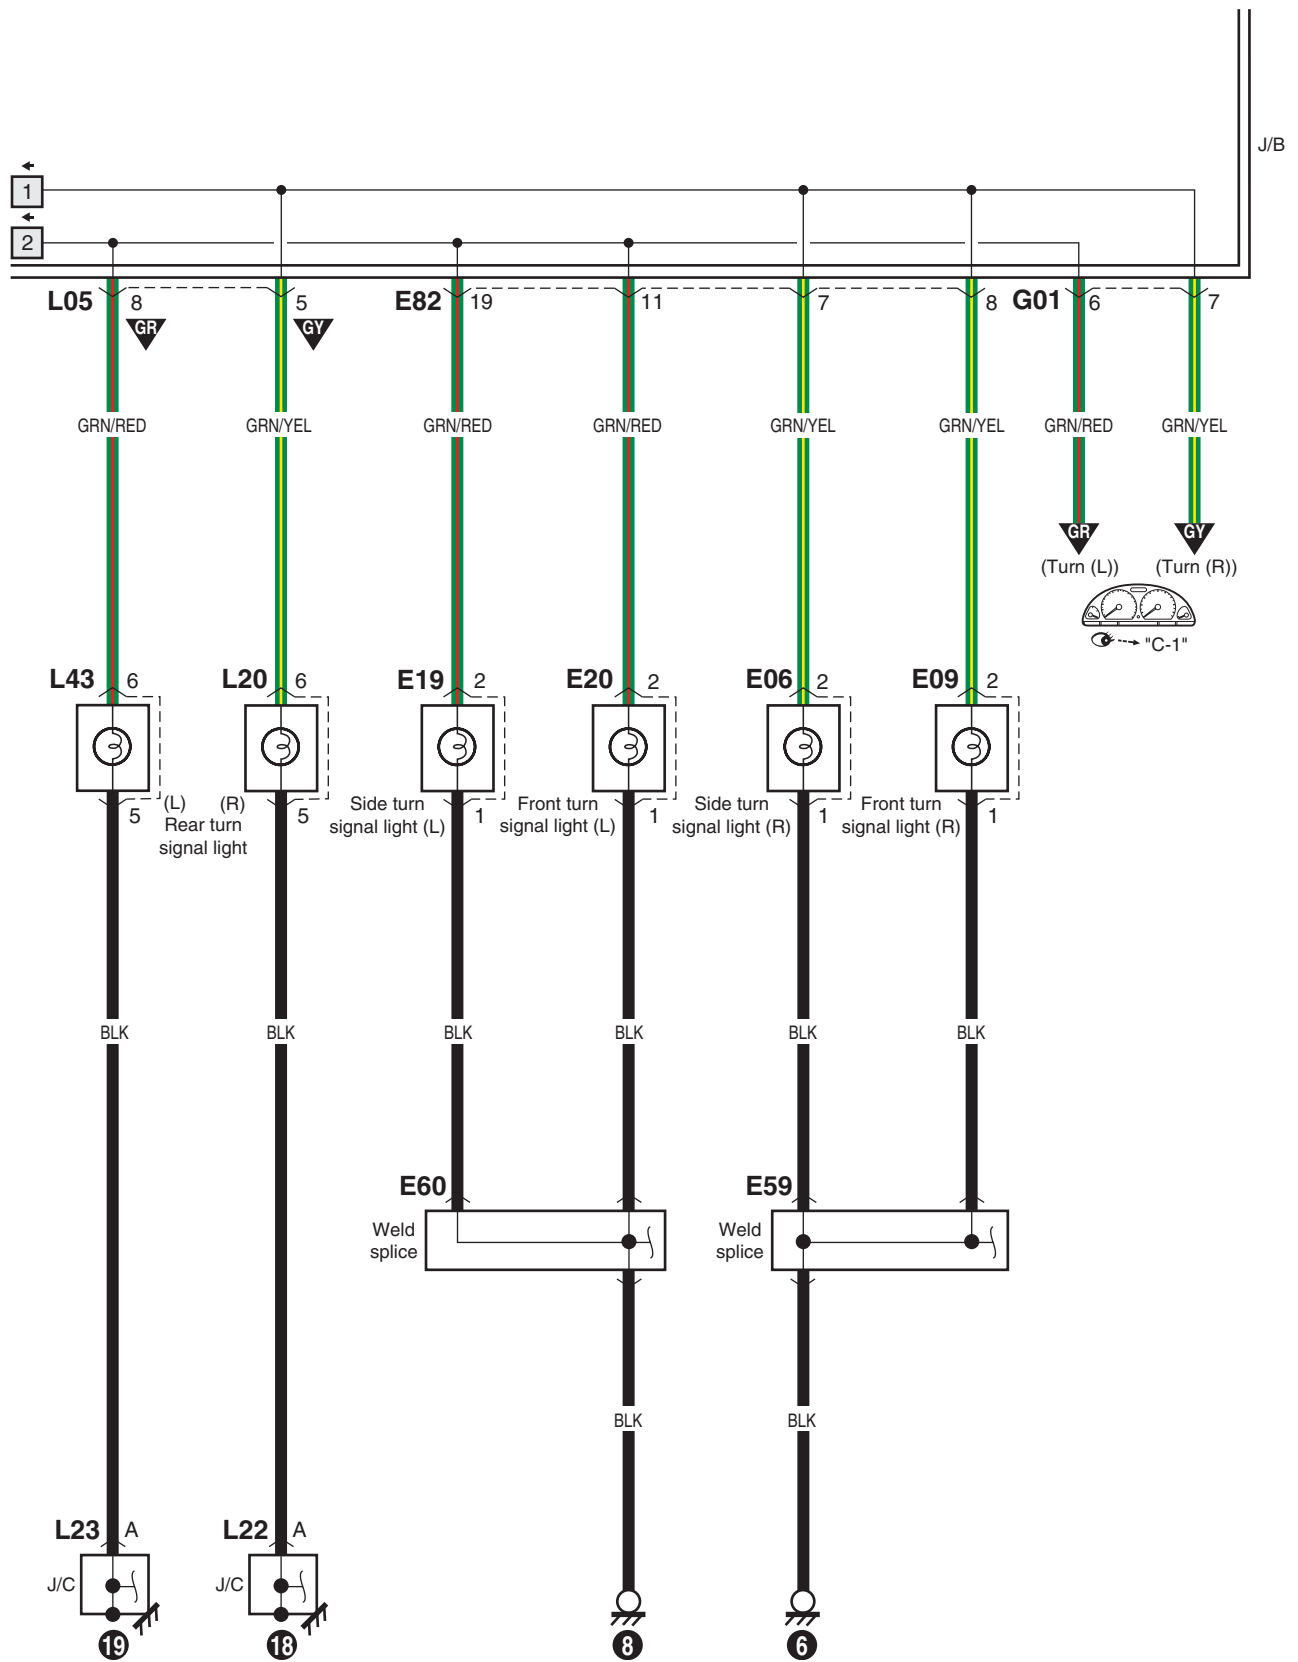 J/B
1
2
L05 8 5 E82 19 11 7 8 G01 6 7
GR GY
GRN/RED GRN/YEL GRN/RED GRN/RED GRN/YEL GRN/YEL GRN/RED GRN/YEL
GR GY
(Turn (L)) (Turn (R))
"C-1"
L43 6 L20 6 E19 2 E20 2 E06 2 E09 2
5 (L) (R) 5
Rear turn
signal light
Side turn
signal light (L) 1
Front turn
signal light (L) 1
Side turn
signal light (R) 1
Front turn
signal light (R) 1
BLK BLK BLK BLK BLK BLK
E60 E59
Weld
splice
Weld
splice
BLK BLK
L23 A L22 A
J/C J/C
19 18 8 6